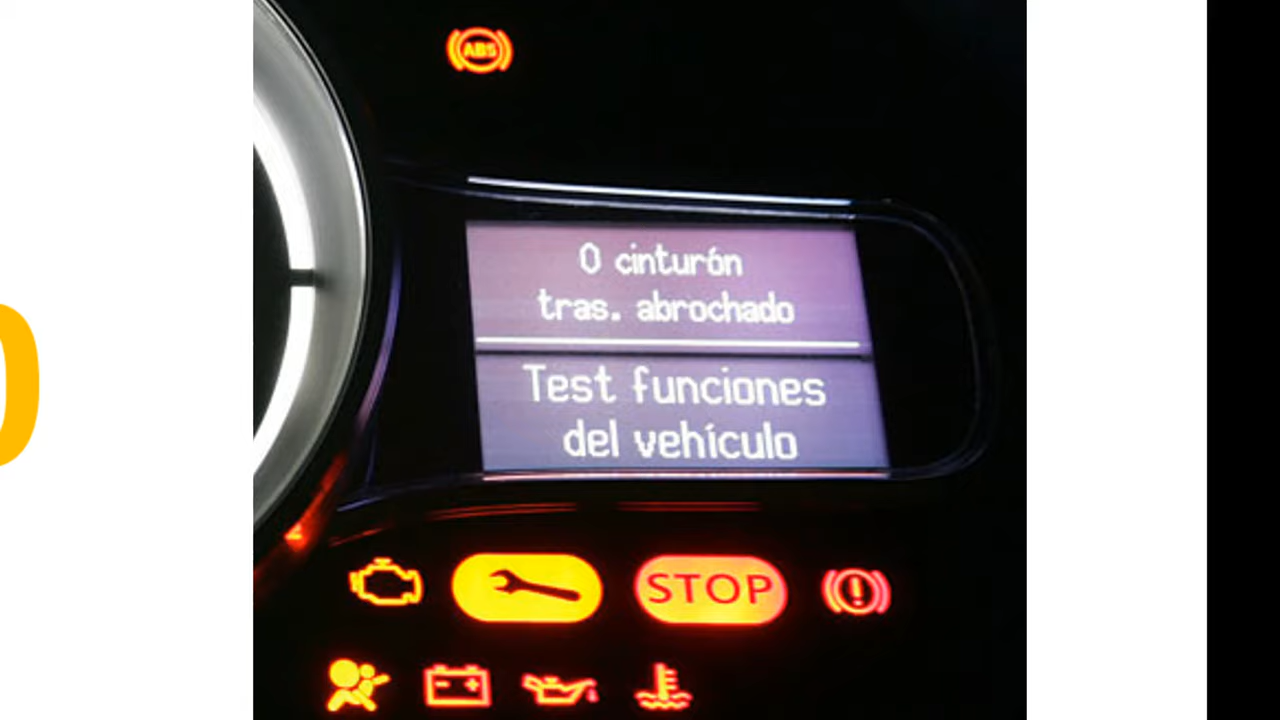 ABS
0 cinturón
tras. abrochado
Test funciones
del vehículo
STOP